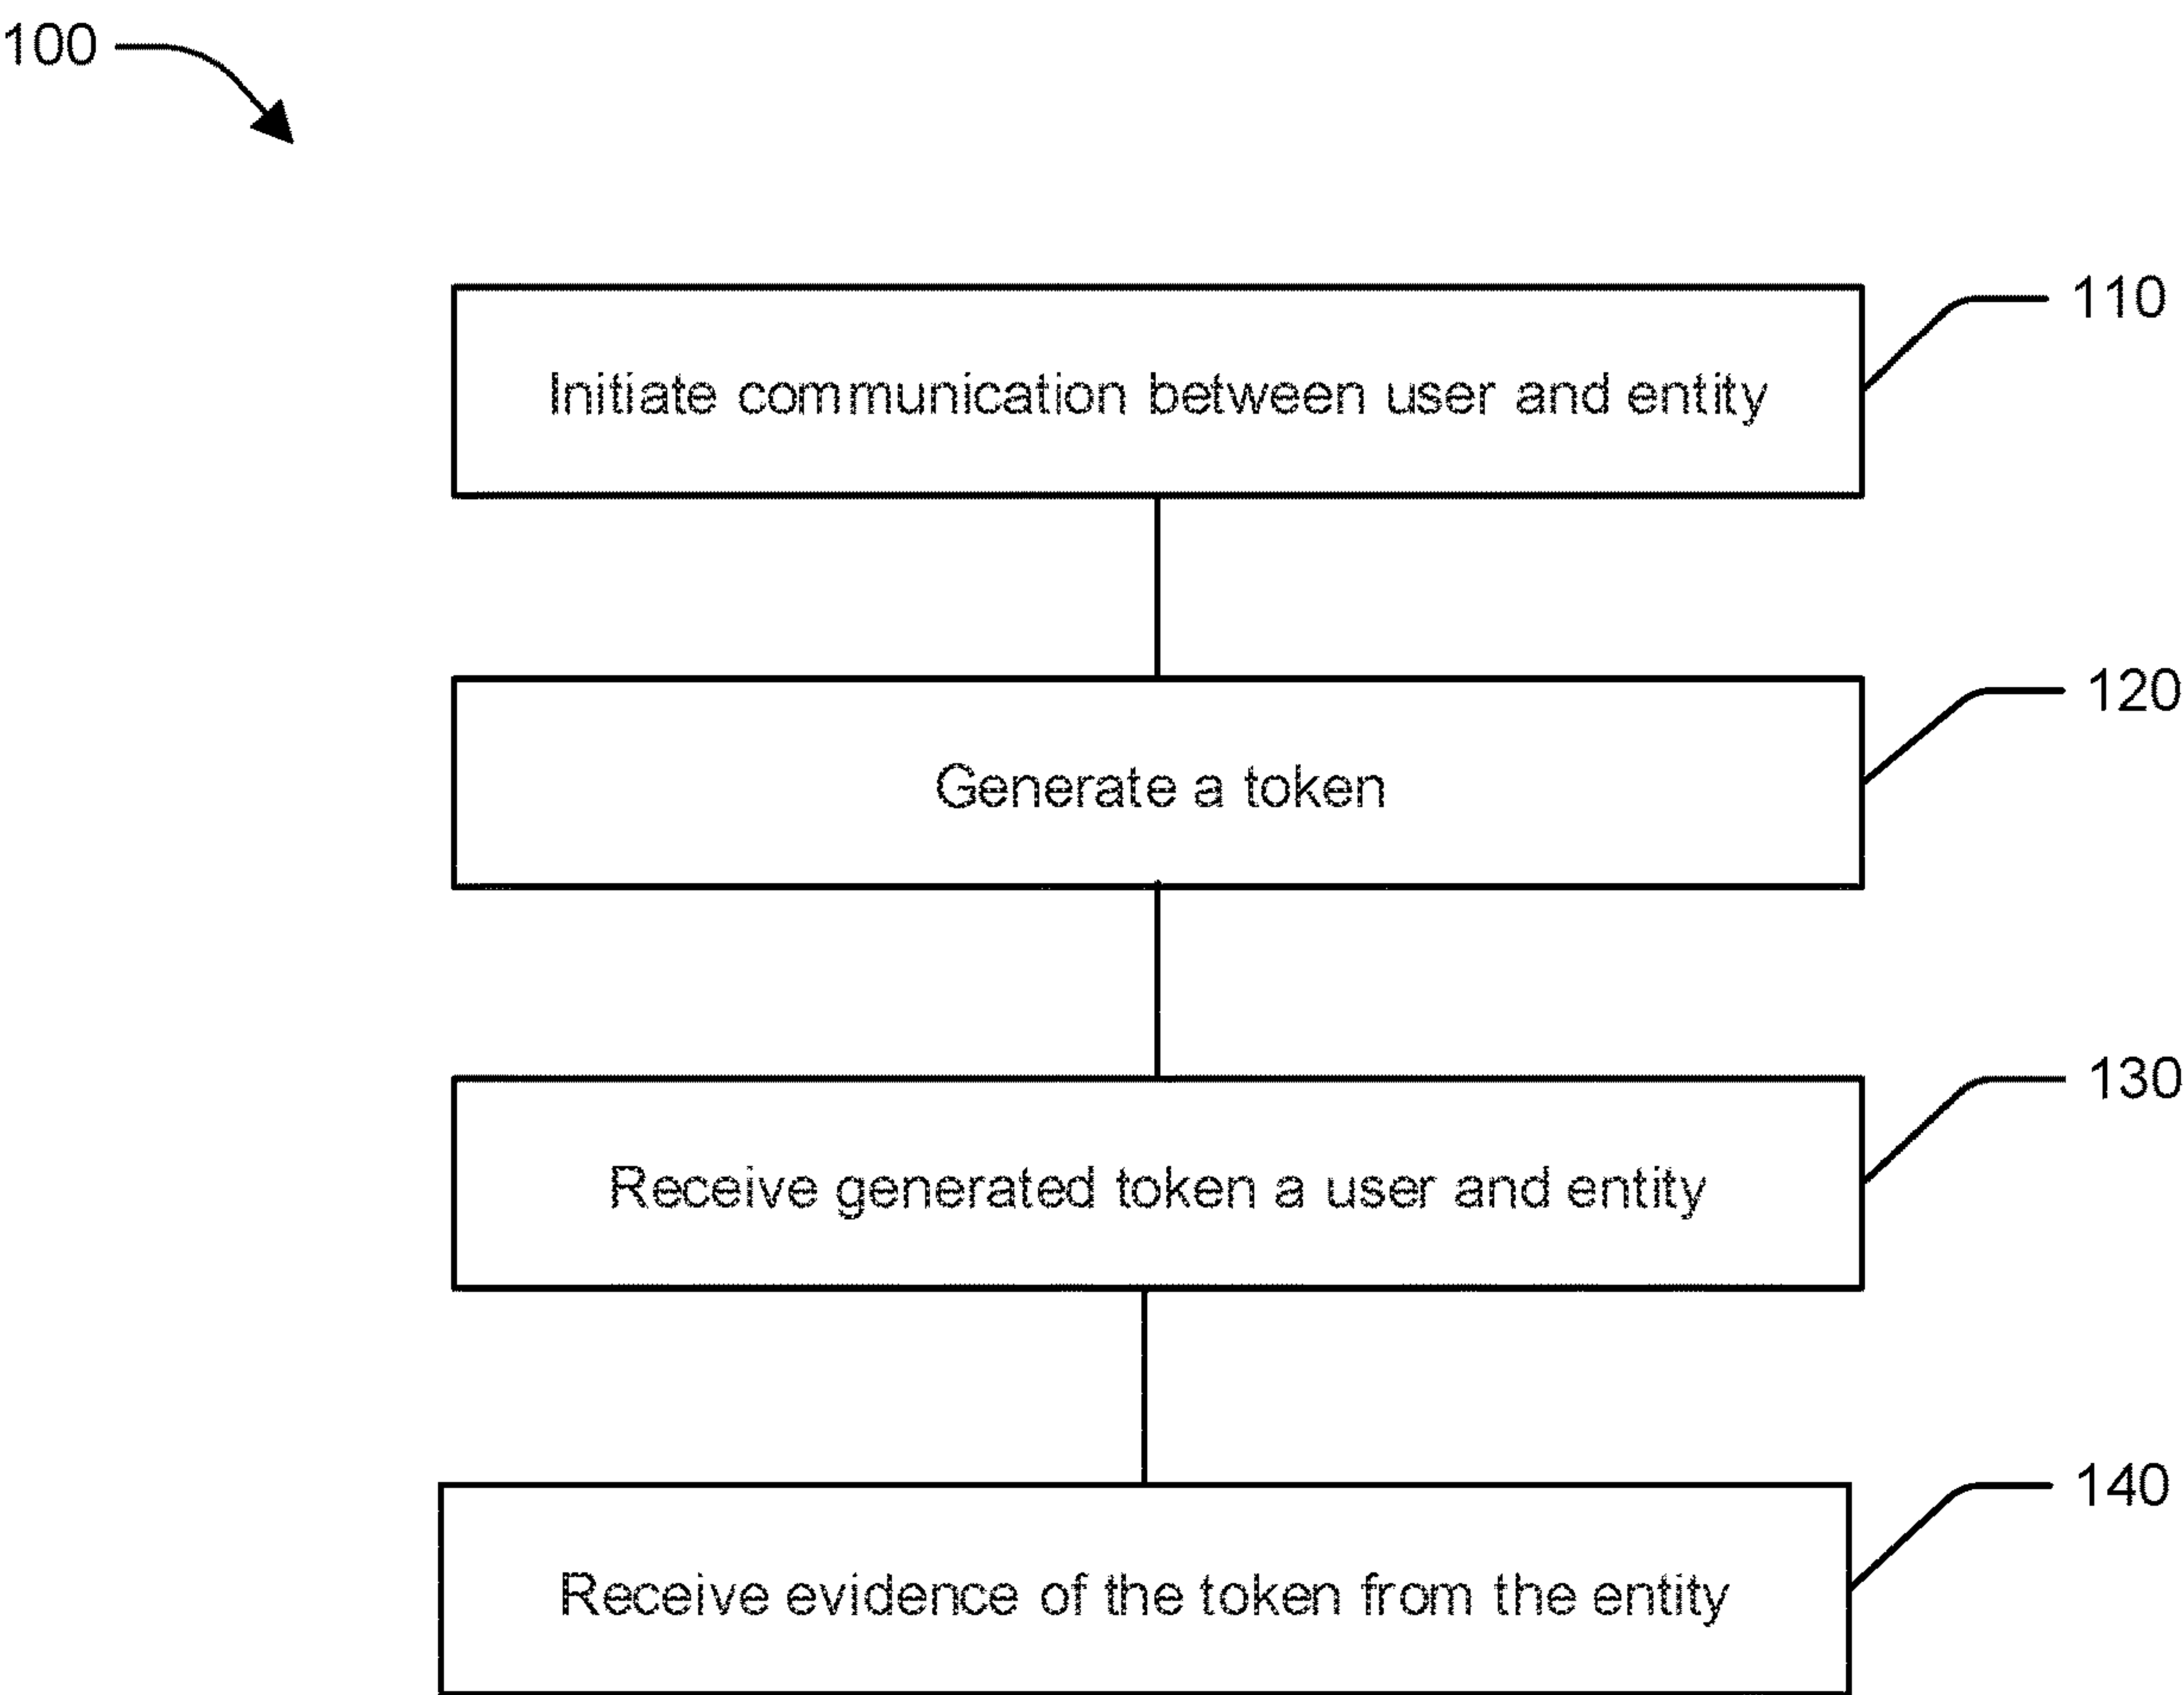 100
110
Initiate communication between user and entity
120
Generate a token
130
Receive generated token a user and entity
140
Receive evidence of the token from the entity